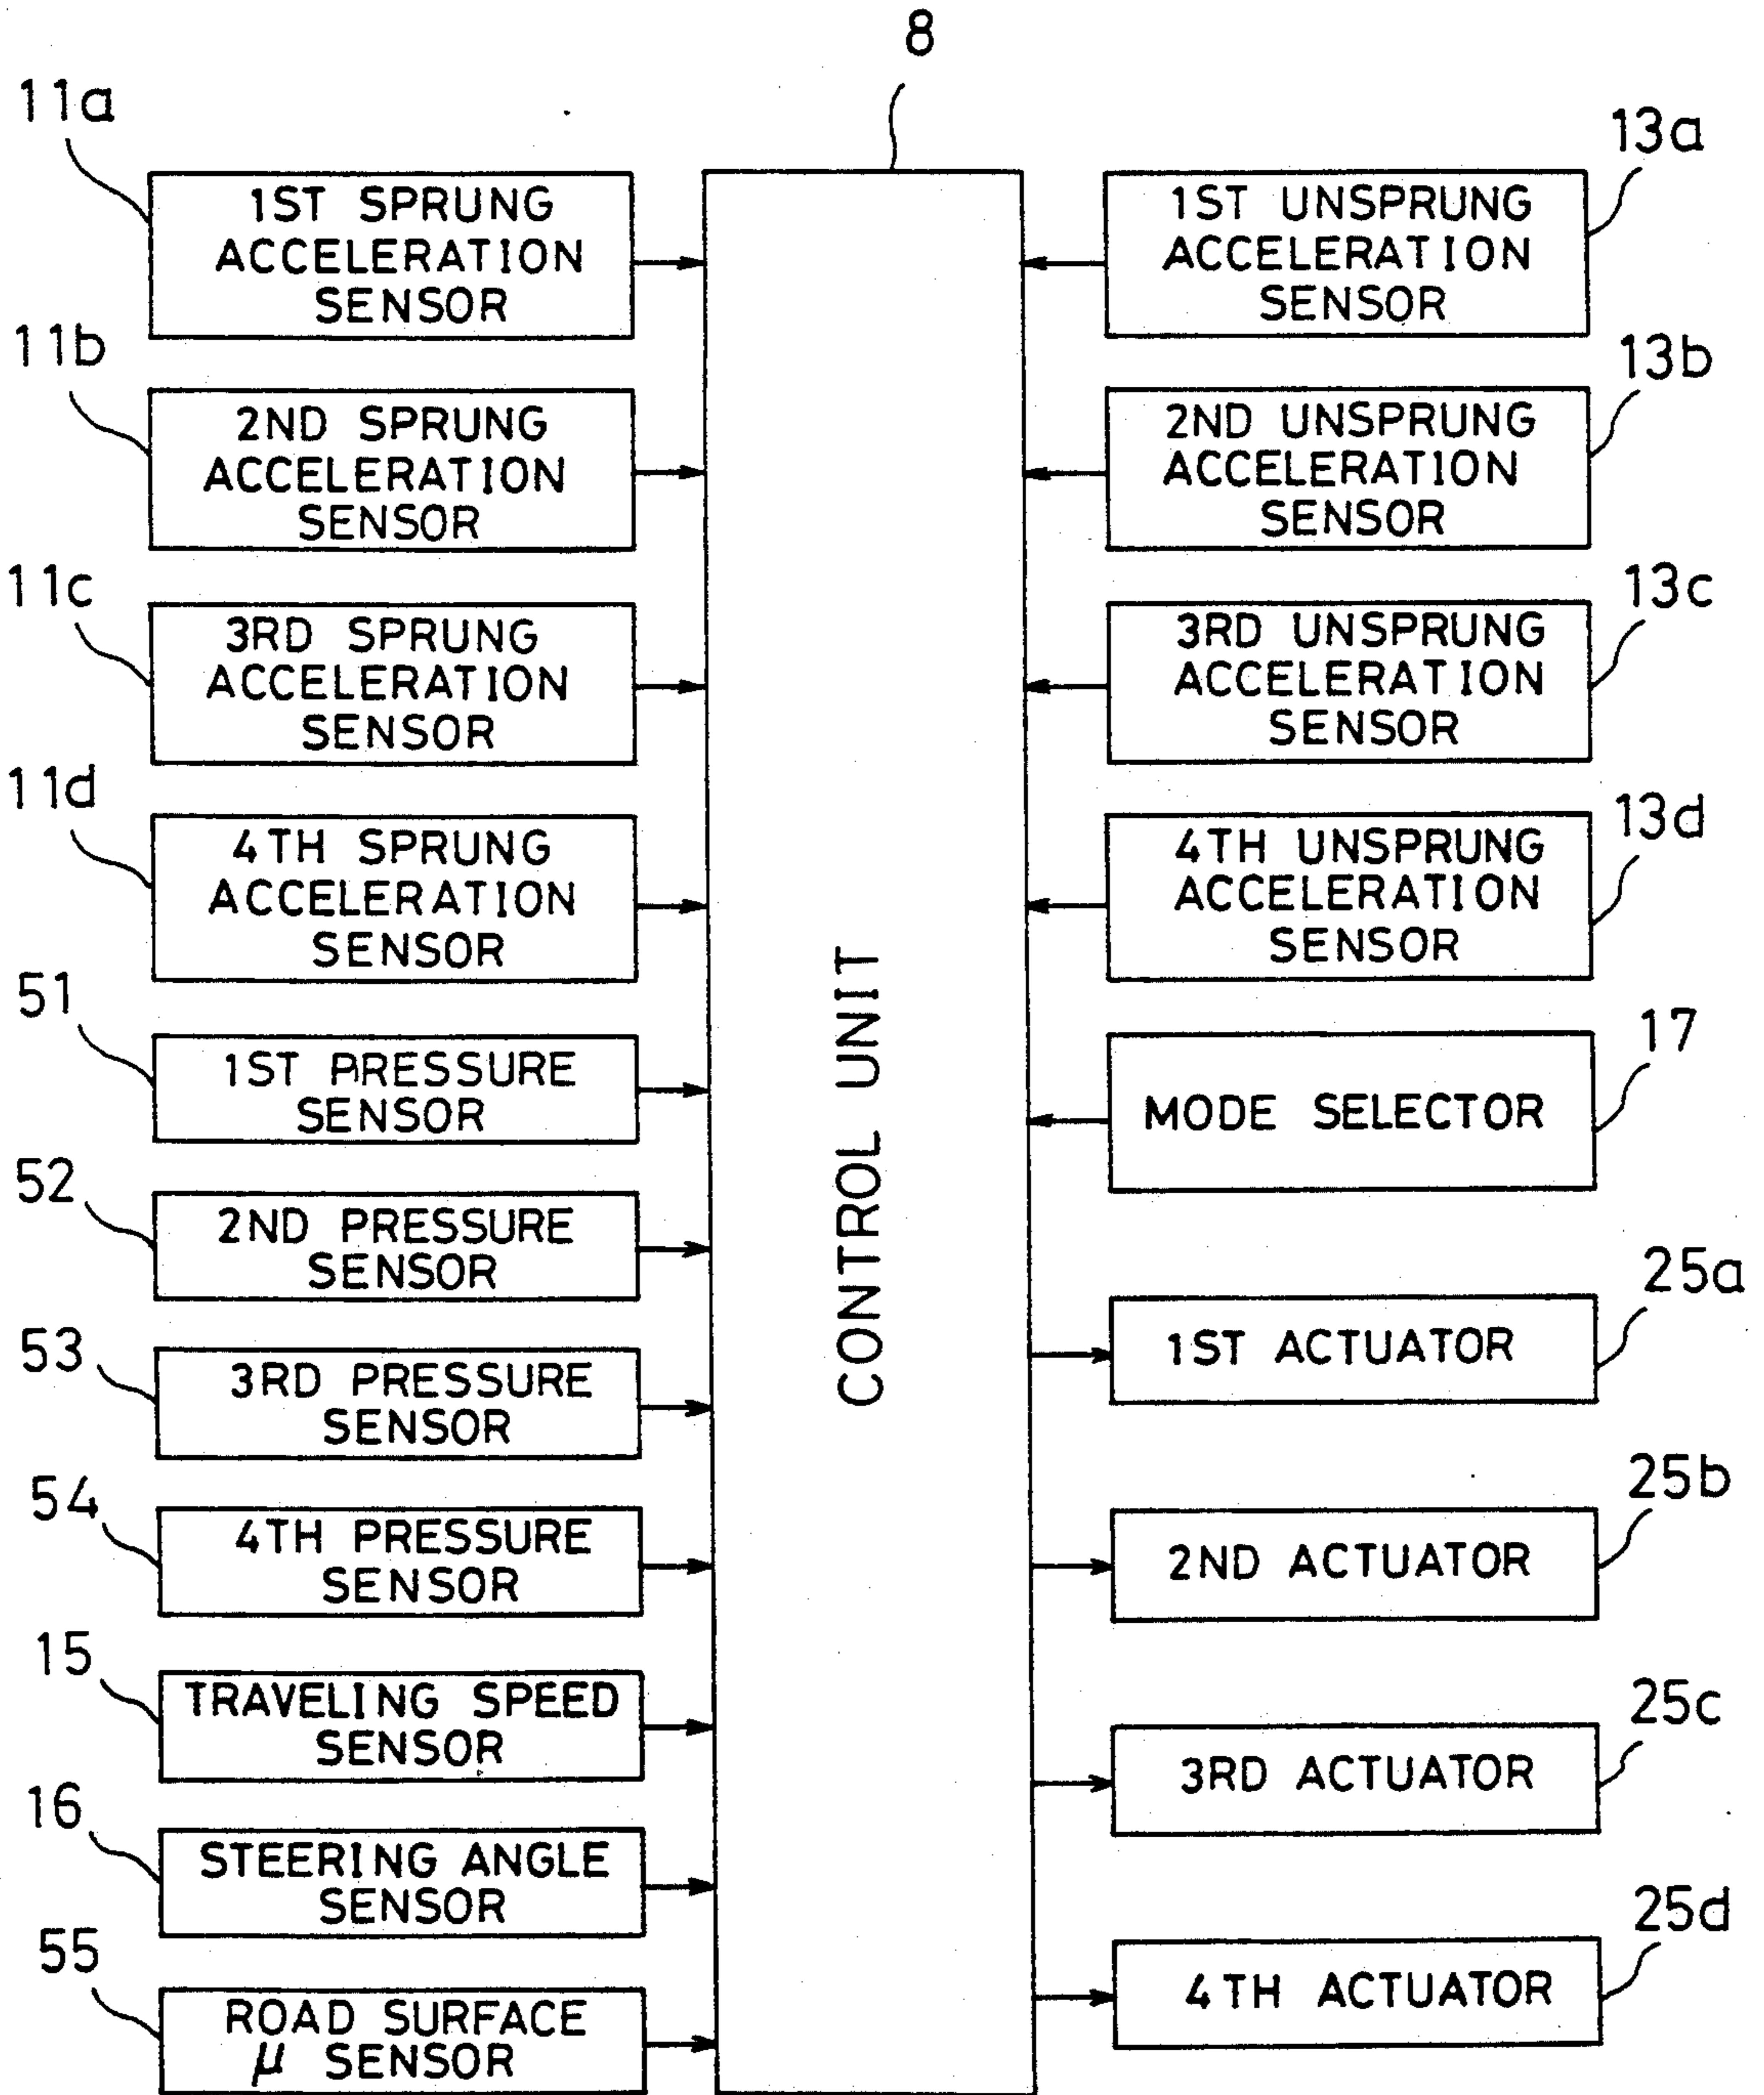 8
11a
1ST SPRUNG
ACCELERATION
SENSOR
11b
2ND SPRUNG
ACCELERATION
SENSOR
11c
3RD SPRUNG
ACCELERATION
SENSOR
11d
4TH SPRUNG
ACCELERATION
SENSOR
51
1ST PRESSURE
SENSOR
52
2ND PRESSURE
SENSOR
53
3RD PRESSURE
SENSOR
54
4TH PRESSURE
SENSOR
15
TRAVELING SPEED
SENSOR
16
STEERING ANGLE
SENSOR
55
ROAD SURFACE
μ SENSOR
CONTROL UNIT
13a
1ST UNSPRUNG
ACCELERATION
SENSOR
13b
2ND UNSPRUNG
ACCELERATION
SENSOR
13c
3RD UNSPRUNG
ACCELERATION
SENSOR
13d
4TH UNSPRUNG
ACCELERATION
SENSOR
17
MODE SELECTOR
25a
1ST ACTUATOR
25b
2ND ACTUATOR
25c
3RD ACTUATOR
25d
4TH ACTUATOR